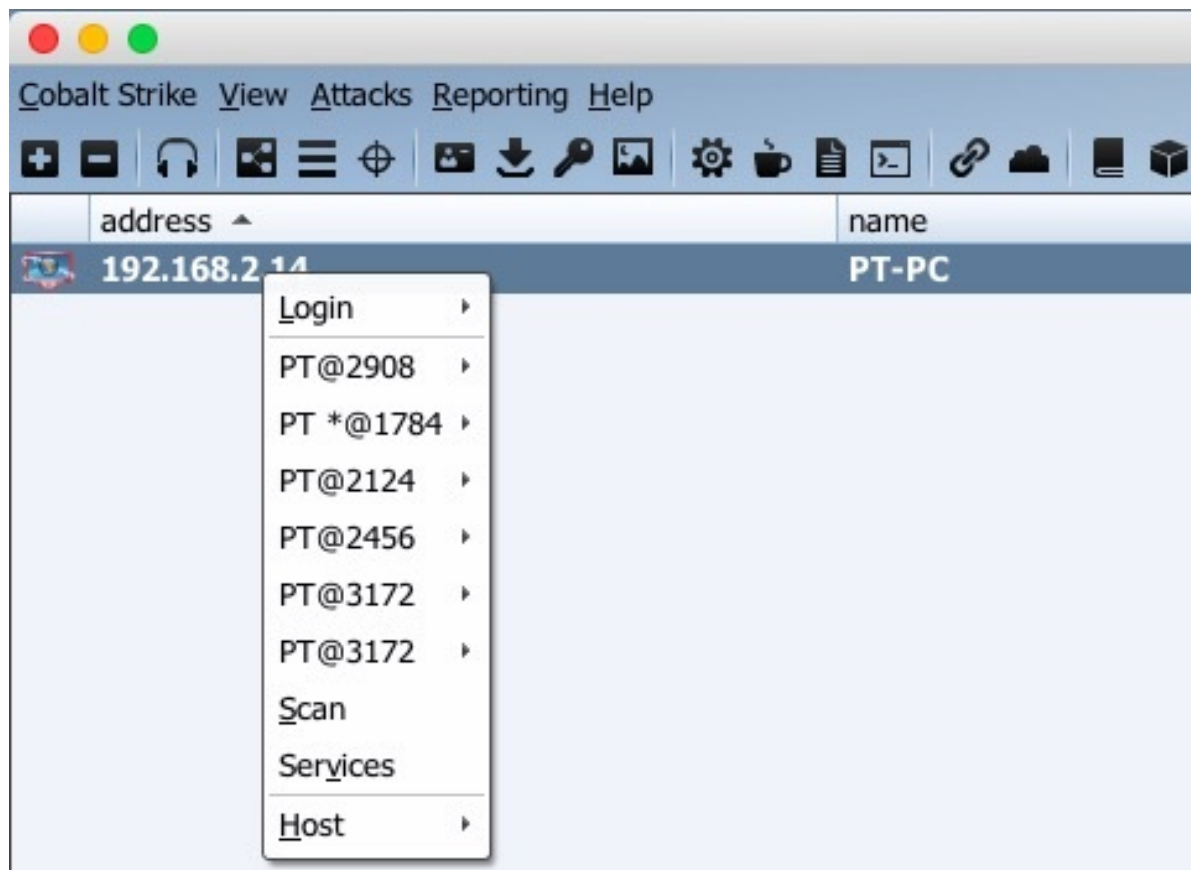 Cobalt Strike View Attacks Reporting Help
address name
192.168.2.14 PT-PC
Login
PT@2908
PT *@1784
PT@2124
PT@2456
PT@3172
PT@3172
Scan
Services
Host